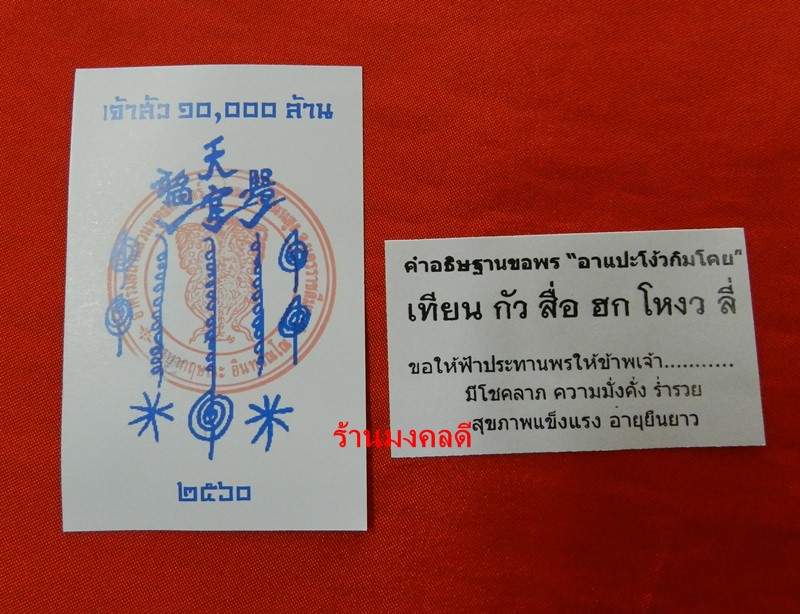 เจ้าสัว ๑๐,๐๐๐ ล้าน
天
官
๒๕๖๐
คำอธิษฐานขอพร "อาแปะโง้วกิมโคย"
เทียน กัว สื่อ ฮก โหงว ลี่
ขอให้ฟ้าประทานพรให้ข้าพเจ้า...........
มีโชคลาภ ความมั่งคั่ง ร่ำรวย
สุขภาพแข็งแรง อายุยืนยาว
ร้านมงคลดี